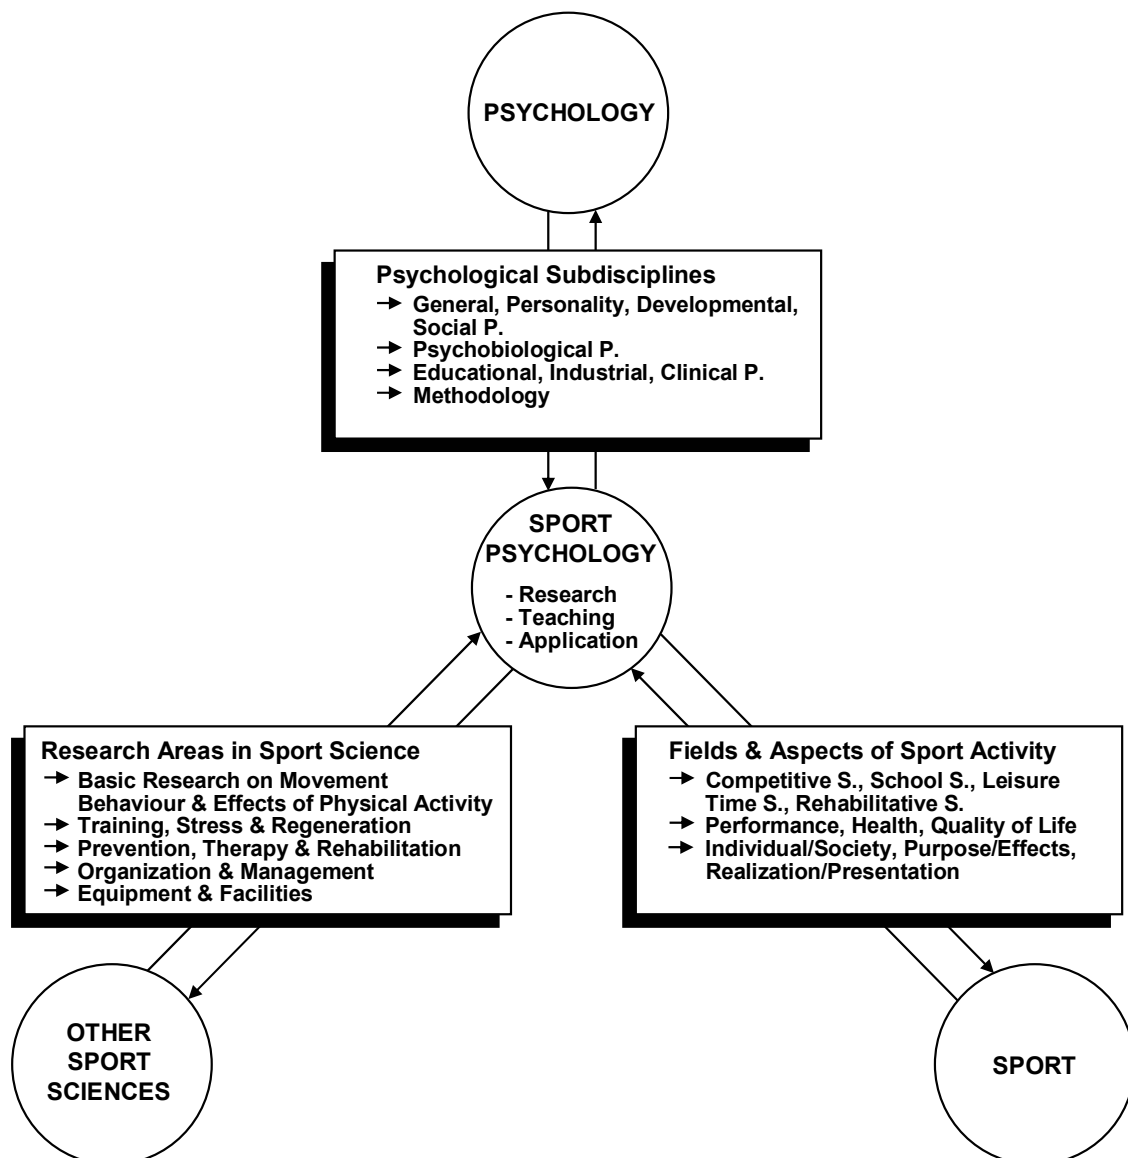 PSYCHOLOGY
Psychological Subdisciplines
General, Personality, Developmental,
Social P.
Psychobiological P.
Educational, Industrial, Clinical P.
Methodology
SPORT
PSYCHOLOGY
- Research
- Teaching
- Application
Research Areas in Sport Science
Basic Research on Movement
Behaviour & Effects of Physical Activity
Training, Stress & Regeneration
Prevention, Therapy & Rehabilitation
Organization & Management
Equipment & Facilities
Fields & Aspects of Sport Activity
Competitive S., School S., Leisure
Time S., Rehabilitative S.
Performance, Health, Quality of Life
Individual/Society, Purpose/Effects,
Realization/Presentation
OTHER
SPORT
SCIENCES
SPORT